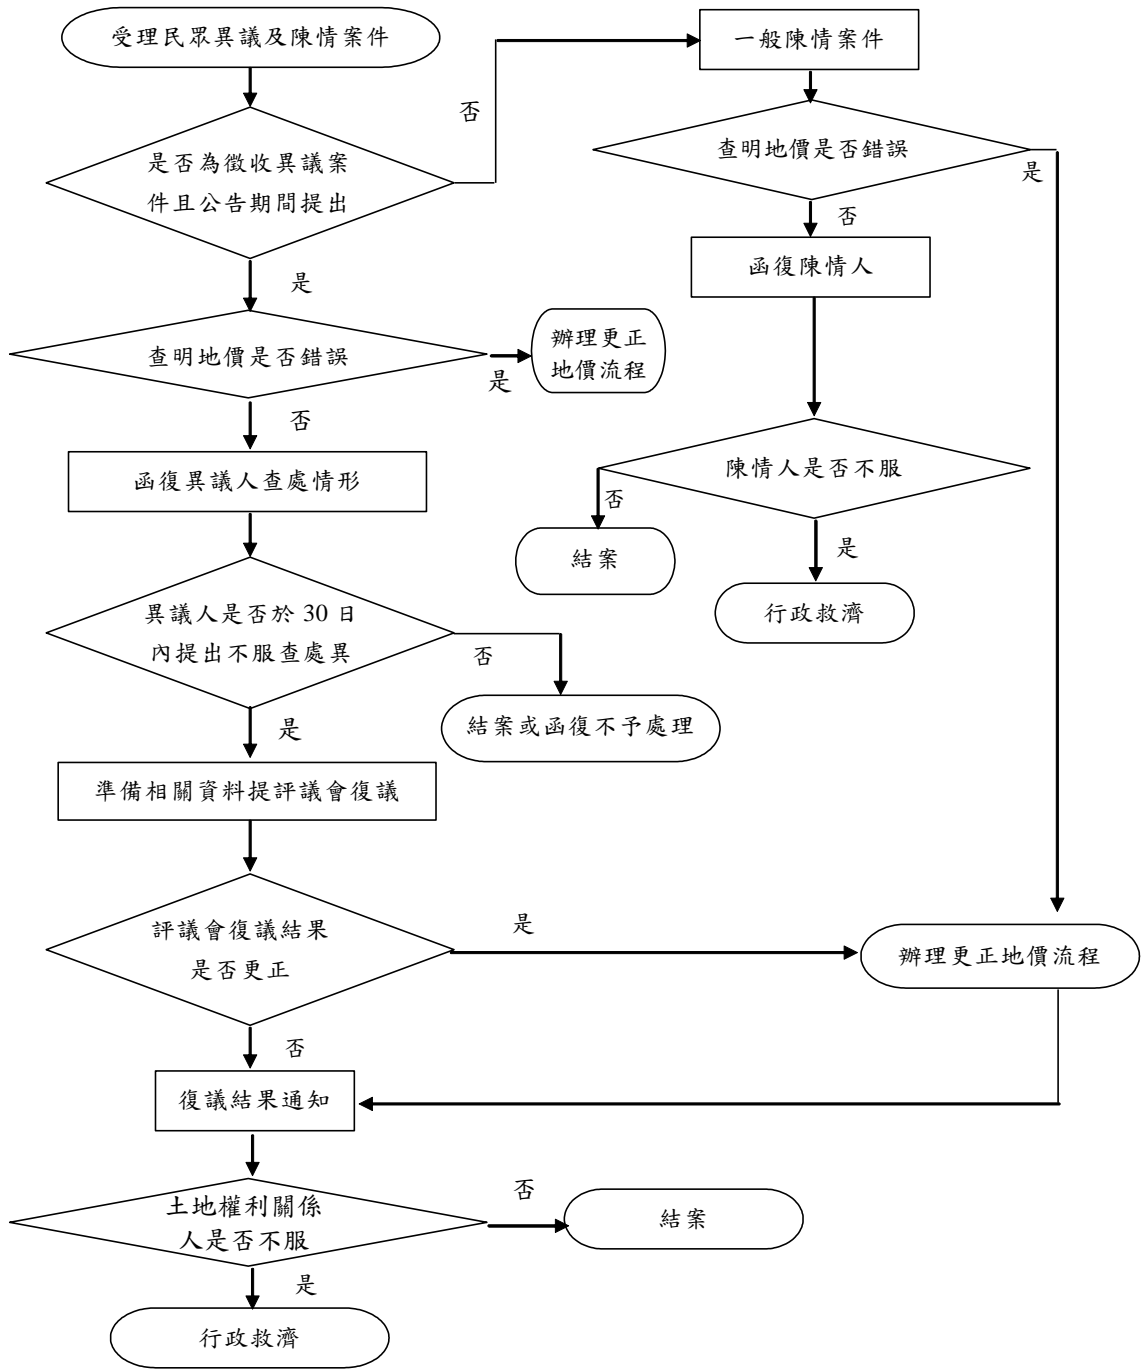 受理民眾異議及陳情案件
否
一般陳情案件
是否為徵收異議案
件且公告期間提出
查明地價是否錯誤
是
否
函復陳情人
是
查明地價是否錯誤
辦理更正
地價流程
是
否
函復異議人查處情形
陳情人是否不服
否
結案
是
行政救濟
異議人是否於 30 日
內提出不服查處異
否
結案或函復不予處理
是
準備相關資料提評議會復議
評議會復議結果
是否更正
是
辦理更正地價流程
否
復議結果通知
土地權利關係
人是否不服
否
結案
是
行政救濟